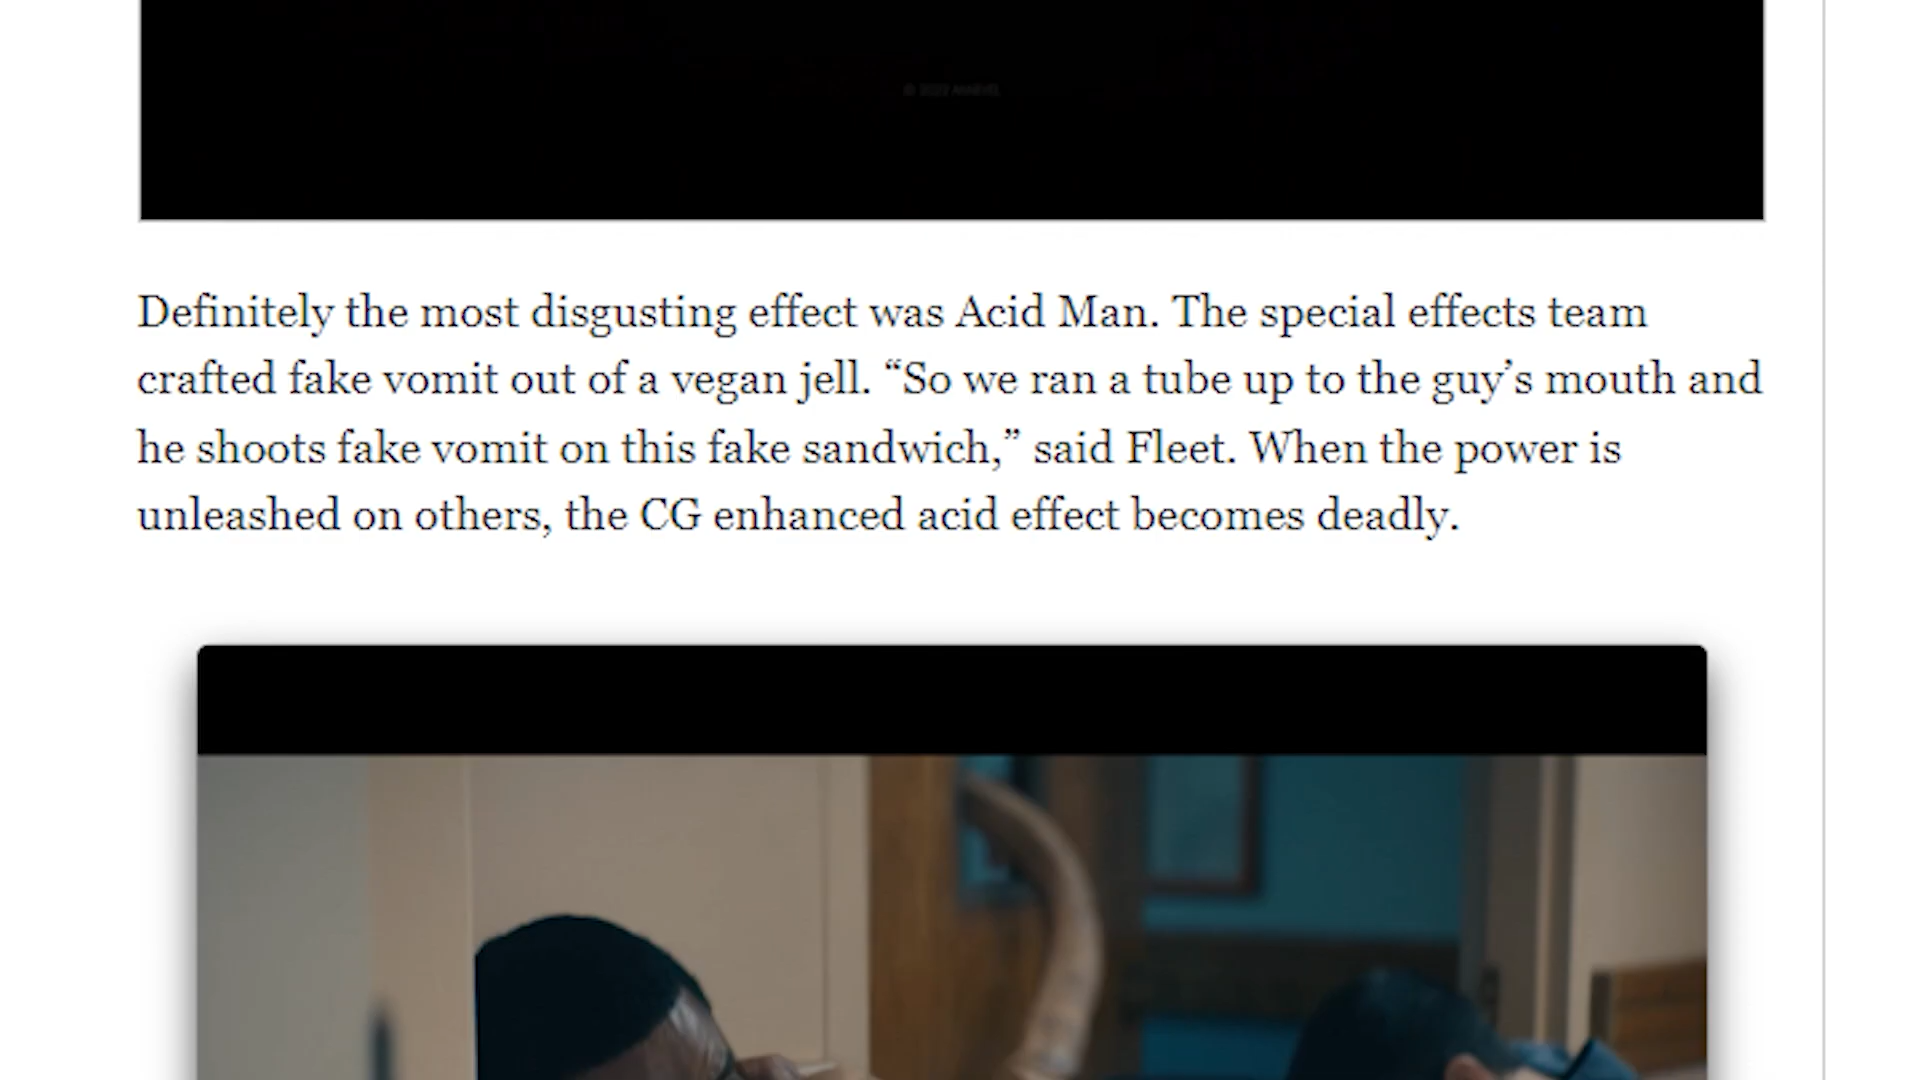 © 2022 MARVEL
Definitely the most disgusting effect was Acid Man. The special effects team
crafted fake vomit out of a vegan jell. “So we ran a tube up to the guy’s mouth and
he shoots fake vomit on this fake sandwich,” said Fleet. When the power is
unleashed on others, the CG enhanced acid effect becomes deadly.